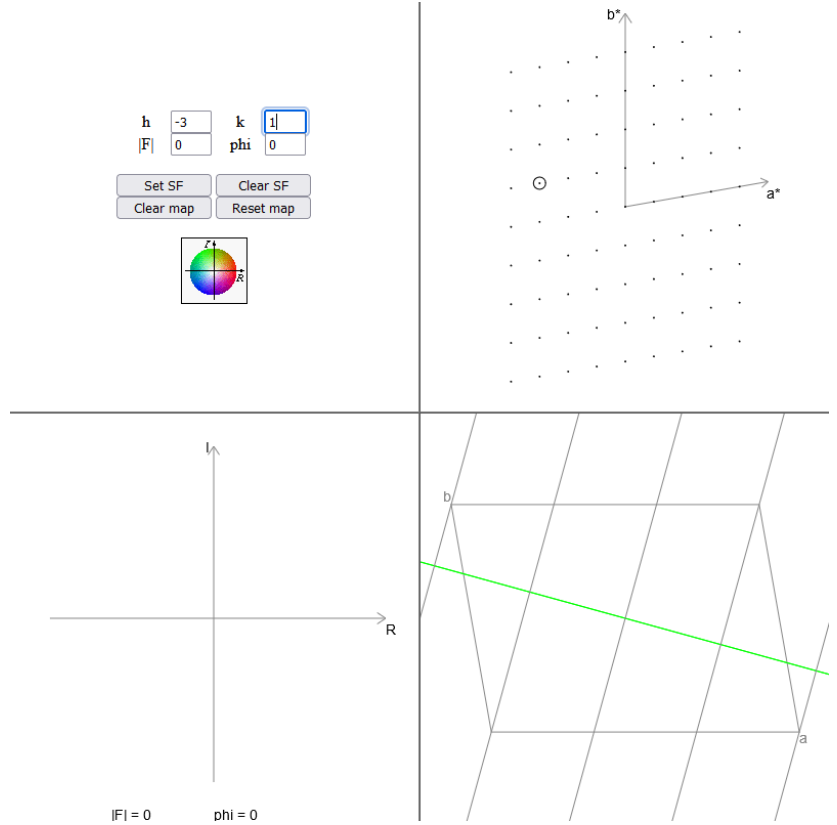 h -3 k 1
|F| 0 phi 0
Set SF Clear SF
Clear map Reset map
I
R
b*
a*
I
R
|F| = 0 phi = 0
b
a